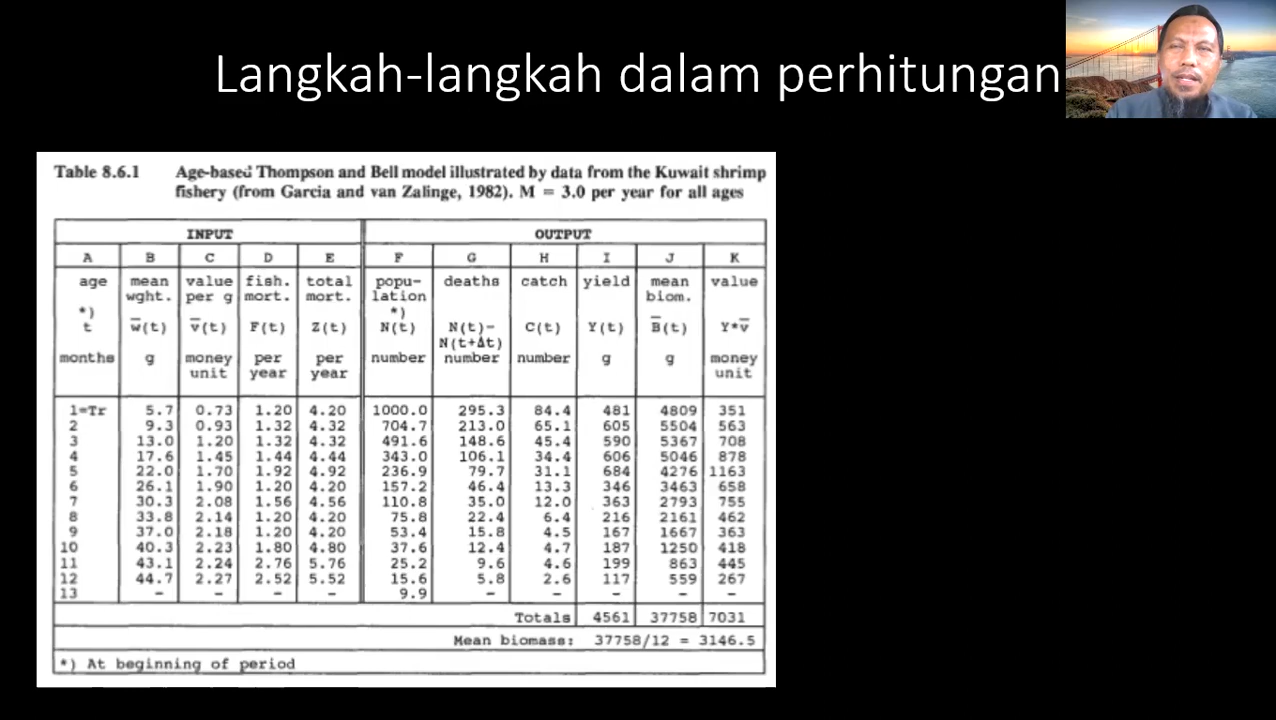 Langkah-langkah dalam perhitungan
Table 8.6.1 Age-based Thompson and Bell model illustrated by data from the Kuwait shrimp
fishery (from Garcia and van Zalinge, 1982). M = 3.0 per year for all ages
INPUT OUTPUT
A B C D E F G H I J K
age mean value fish. total popu- deaths catch yield mean value
wght. per g mort. mort. lation biom.
*) *)
t w̅(t) v̅(t) F(t) Z(t) N(t) N(t)- C(t) Y(t) B̅(t) Y*v̅
N(t+Δt)
months g money per per number number number g g money
unit year year unit
1=Tr 5.7 0.73 1.20 4.20 1000.0 295.3 84.4 481 4809 351
2 9.3 0.93 1.32 4.32 704.7 213.0 65.1 605 5504 563
3 13.0 1.20 1.32 4.32 491.6 148.6 45.4 590 5367 708
4 17.6 1.45 1.44 4.44 343.0 106.1 34.4 606 5046 878
5 22.0 1.70 1.92 4.92 236.9 79.7 31.1 684 4276 1163
6 26.1 1.90 1.20 4.20 157.2 46.4 13.3 346 3463 658
7 30.3 2.08 1.56 4.56 110.8 35.0 12.0 363 2793 755
8 33.8 2.14 1.20 4.20 75.8 22.4 6.4 216 2161 462
9 37.0 2.18 1.20 4.20 53.4 15.8 4.5 167 1667 363
10 40.3 2.23 1.80 4.80 37.6 12.4 4.7 187 1250 418
11 43.1 2.24 2.76 5.76 25.2 9.6 4.6 199 863 445
12 44.7 2.27 2.52 5.52 15.6 5.8 2.6 117 559 267
13 - - - - 9.9 - - - - -
Totals 4561 37758 7031
Mean biomass: 37758/12 = 3146.5
*) At beginning of period